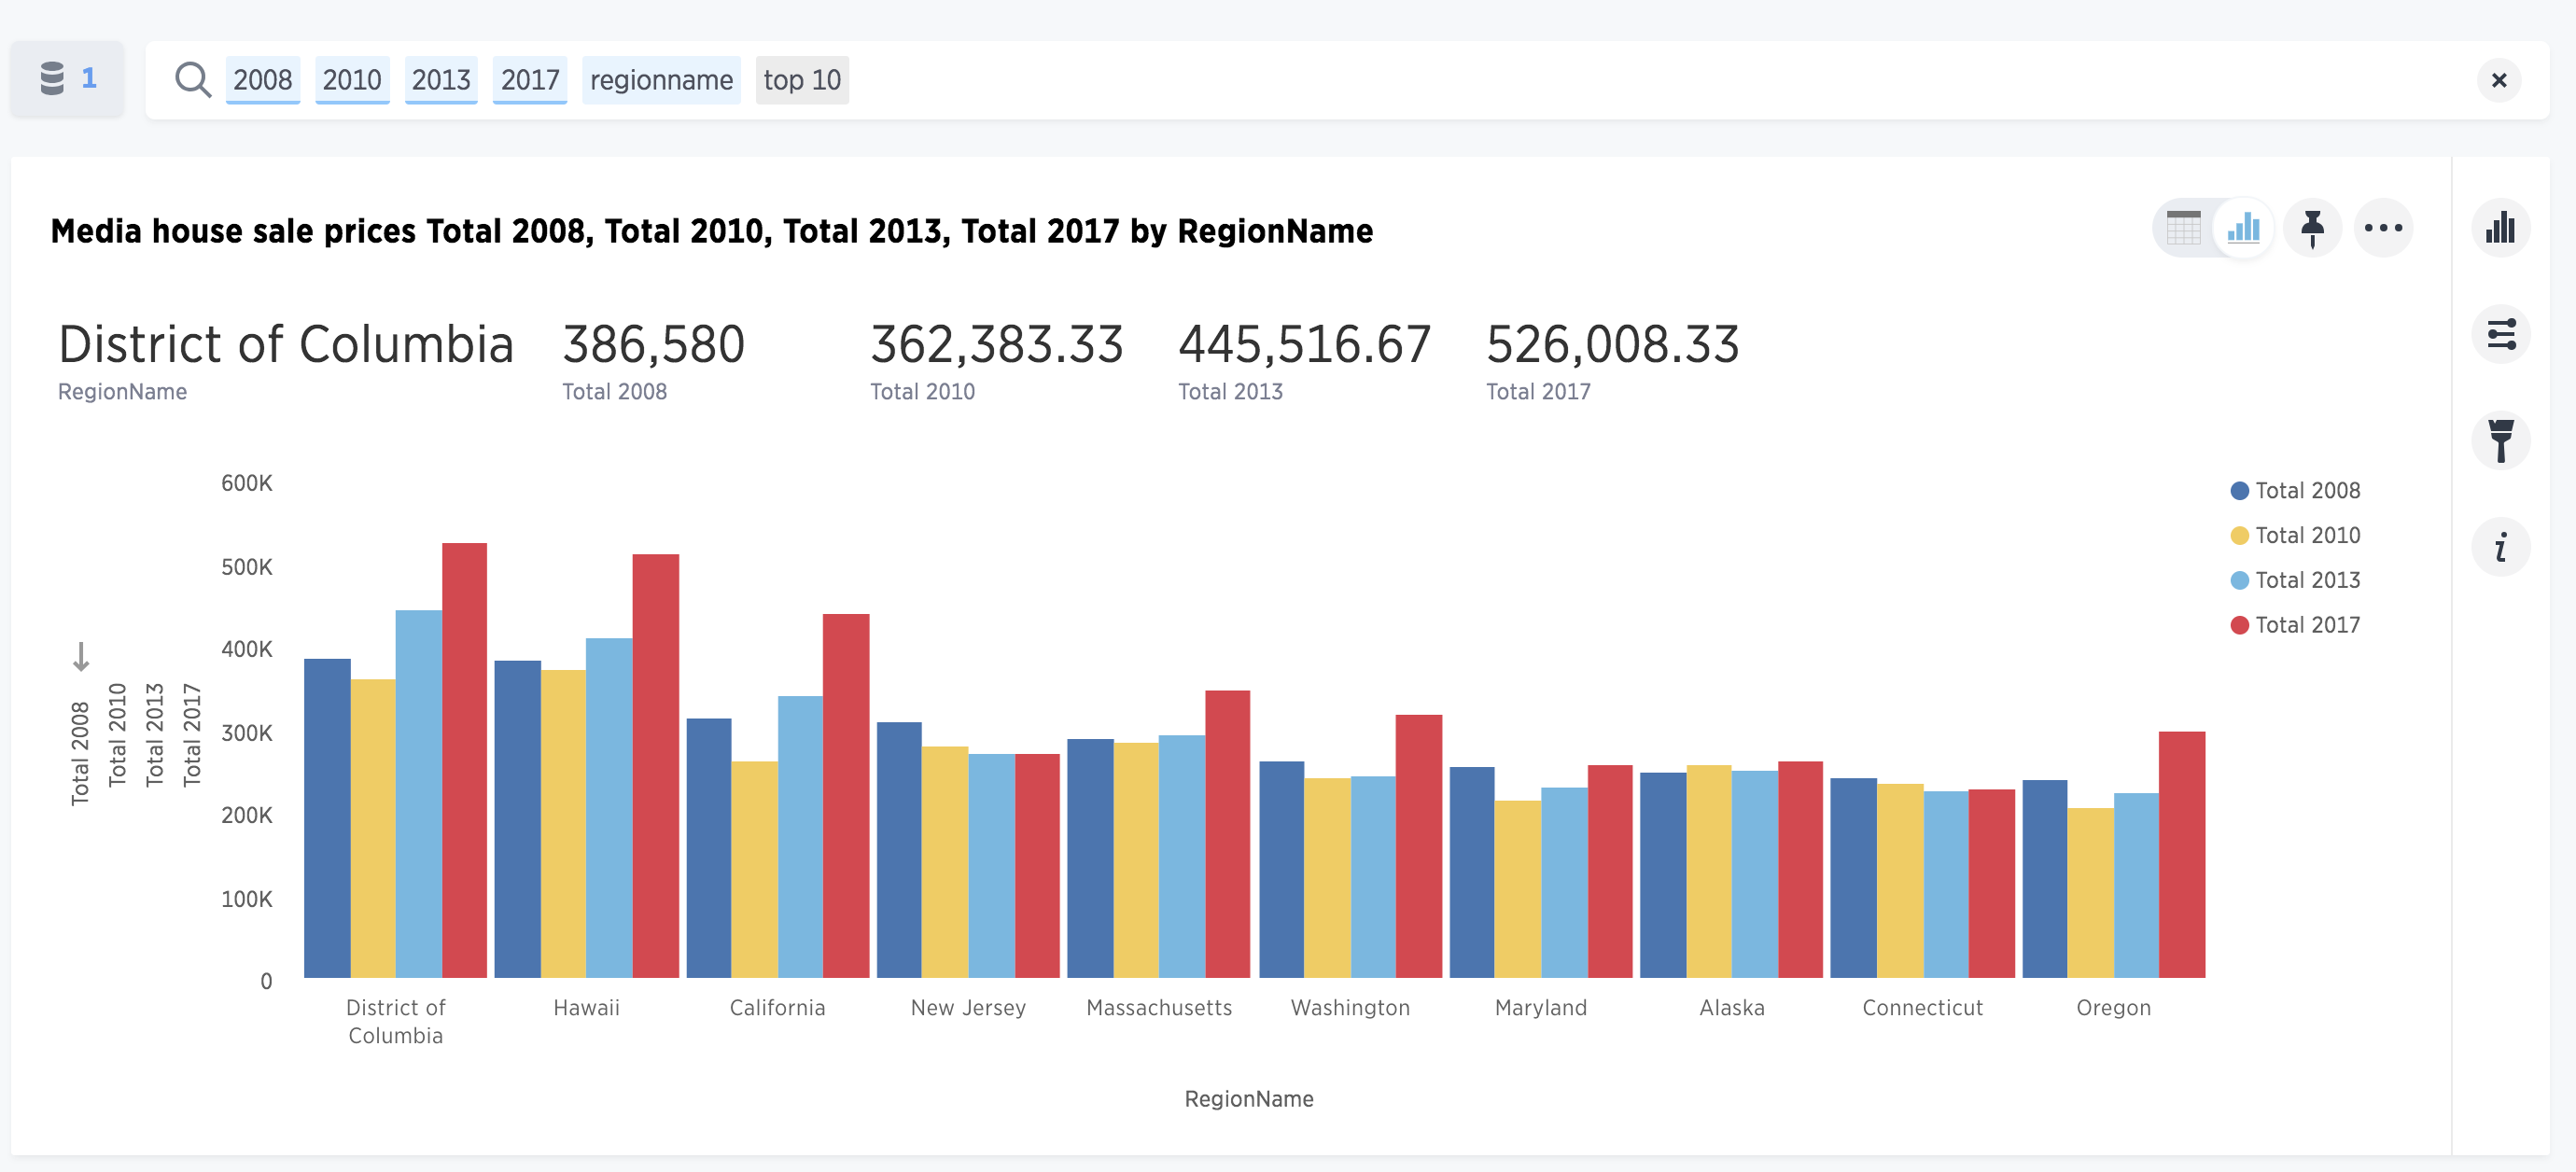 1
2008 2010 2013 2017 regionname top 10
Media house sale prices Total 2008, Total 2010, Total 2013, Total 2017 by RegionName
District of Columbia 386,580 362,383.33 445,516.67 526,008.33
RegionName Total 2008 Total 2010 Total 2013 Total 2017
Total 2008
Total 2010
Total 2013
Total 2017
600K
500K
400K
300K
200K
100K
0
Total 2008
Total 2010
Total 2013
Total 2017
District of
Columbia
Hawaii
California
New Jersey
Massachusetts
Washington
Maryland
Alaska
Connecticut
Oregon
RegionName
i